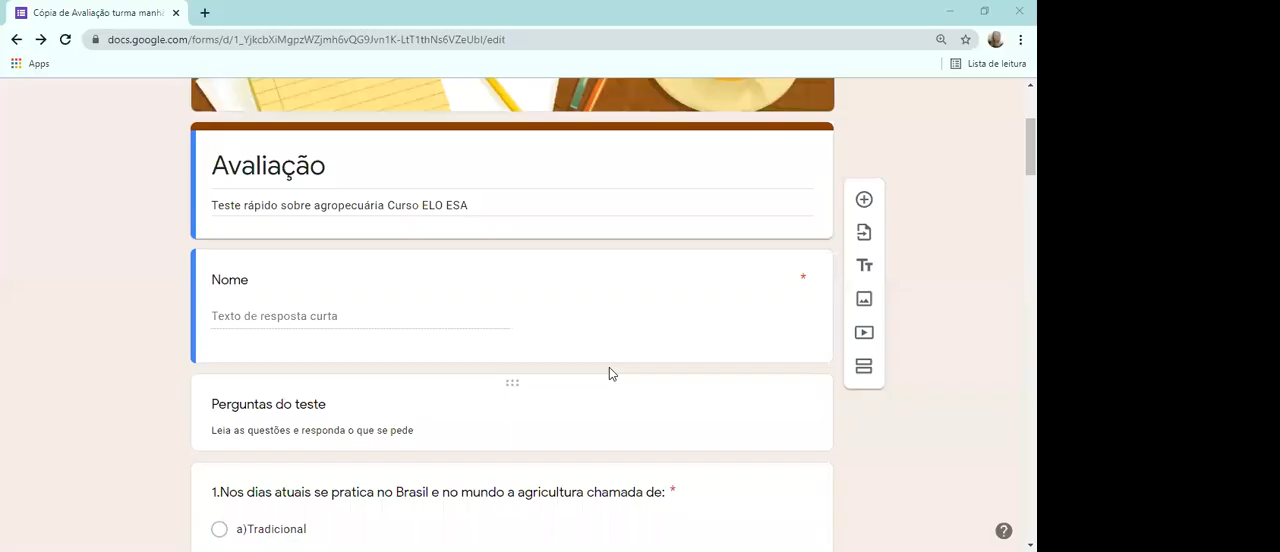 Cópia de Avaliação turma manhã
docs.google.com/forms/d/1_YjkcbXiMgpzWZjmh6vQG9Jvn1K-LtT1thNs6VZeUbI/edit
Apps
Lista de leitura
Avaliação
Teste rápido sobre agropecuária Curso ELO ESA
Nome *
Texto de resposta curta
Perguntas do teste
Leia as questões e responda o que se pede
1.Nos dias atuais se pratica no Brasil e no mundo a agricultura chamada de: *
a)Tradicional